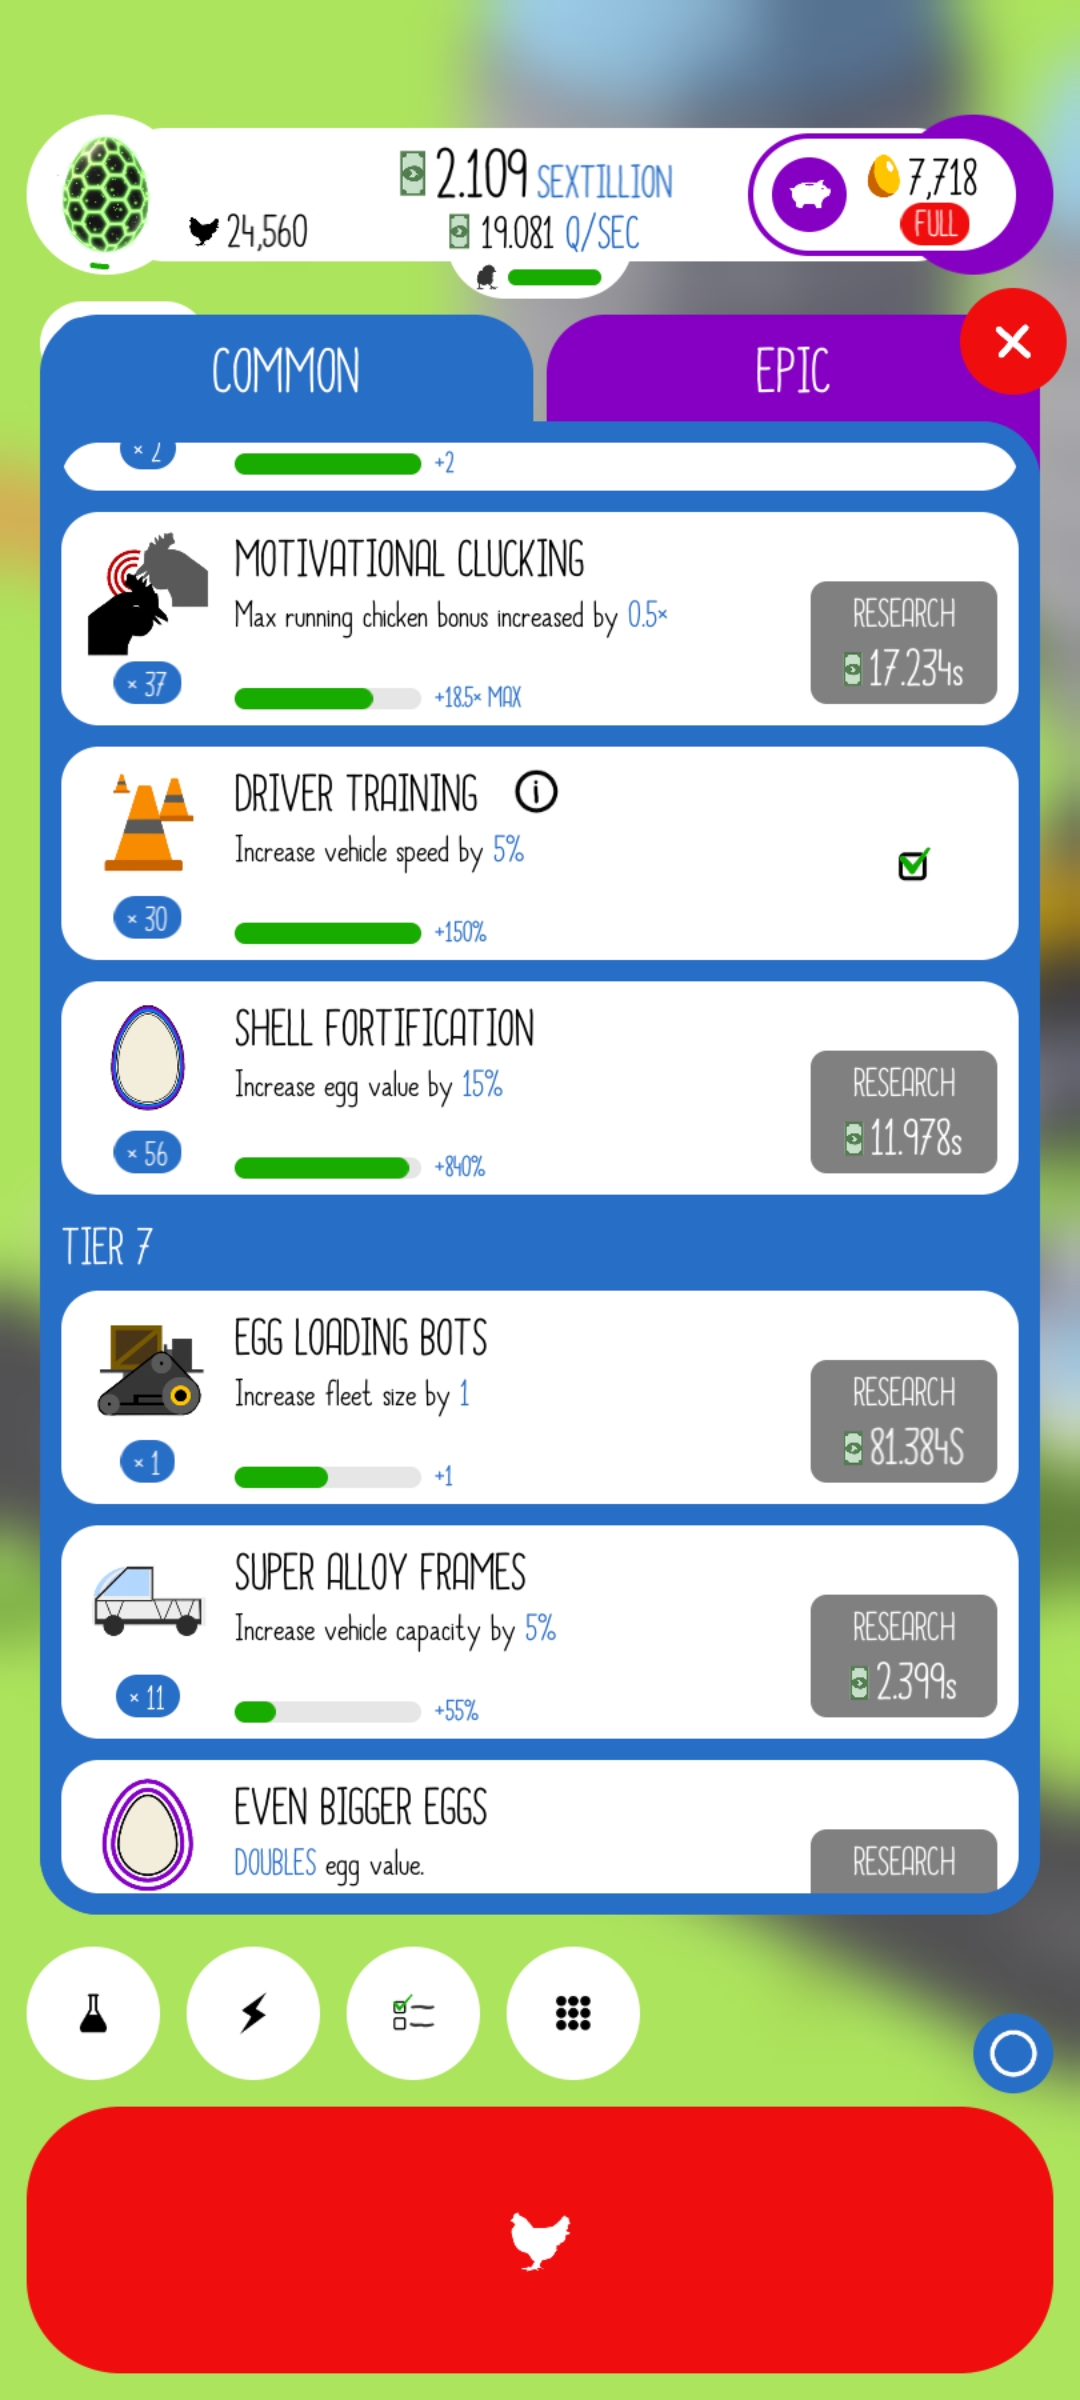 2.109 SEXTILLION
24,560
19.081 Q/SEC
7,718
FULL
COMMON
EPIC
× 2
+2
MOTIVATIONAL CLUCKING
Max running chicken bonus increased by 0.5×
RESEARCH
17.234s
× 37
+18.5× MAX
DRIVER TRAINING i
Increase vehicle speed by 5%
× 30
+150%
SHELL FORTIFICATION
Increase egg value by 15%
RESEARCH
11.978s
× 56
+840%
TIER 7
EGG LOADING BOTS
Increase fleet size by 1
RESEARCH
81.384S
× 1
+1
SUPER ALLOY FRAMES
Increase vehicle capacity by 5%
RESEARCH
2.399s
× 11
+55%
EVEN BIGGER EGGS
DOUBLES egg value.
RESEARCH